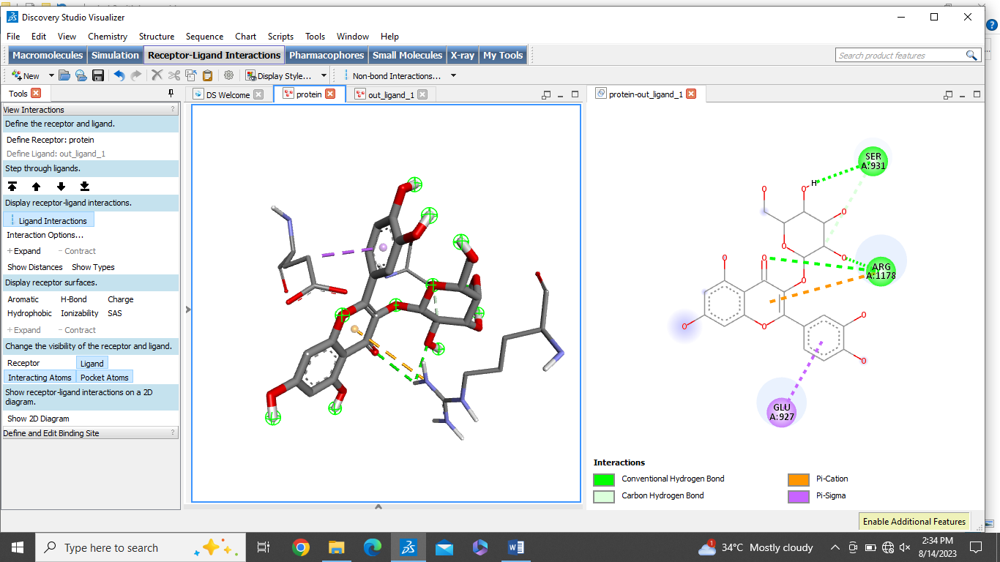 Discovery Studio Visualizer
File Edit View Chemistry Structure Sequence Chart Scripts Tools Window Help
Macromolecules Simulation Receptor-Ligand Interactions Pharmacophores Small Molecules X-ray My Tools
Search product features
New Display Style... Non-bond Interactions...
Tools
DS Welcome protein out_ligand_1
protein-out_ligand_1
View Interactions ?
Define the receptor and ligand.
Define Receptor: protein
Define Ligand: out_ligand_1
Step through ligands.
Display receptor-ligand interactions.
Ligand Interactions
Interaction Options...
+ Expand − Contract
Show Distances Show Types
Display receptor surfaces.
Aromatic H-Bond Charge
Hydrophobic Ionizability SAS
+ Expand − Contract
Change the visibility of the receptor and ligand.
Receptor Ligand
Interacting Atoms Pocket Atoms
Show receptor-ligand interactions on a 2D
diagram.
Show 2D Diagram
Define and Edit Binding Site ?
SER
A:931
H
O O
O
O
O
O O O
ARG
A:1178
O
O
O
O
O
O
GLU
A:927
Interactions
Conventional Hydrogen Bond
Carbon Hydrogen Bond
Pi-Cation
Pi-Sigma
Enable Additional Features
Type here to search
1
34°C Mostly cloudy
2:34 PM
8/14/2023